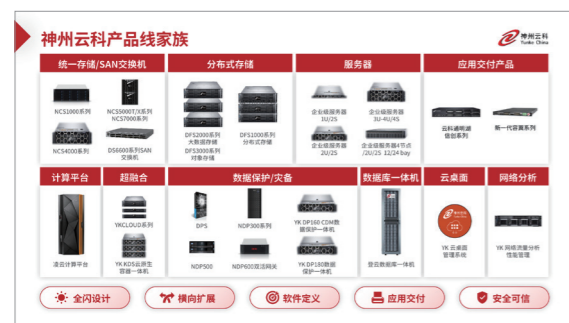 神州云科产品线家族
神州云科
Yunke China
统一存储/SAN交换机
分布式存储
服务器
应用交付产品
NCS1000系列
NCS5000T/X系列
NCS7000系列
NCS4000系列
DS6600系列SAN
交换机
DFS2000系列
大数据存储
DFS3000系列
对象存储
DFS1000系列
分布式存储
企业级服务器
1U/2S
企业级服务器
3U-4U/4S
企业级服务器
2U/2S
企业级服务器4节点
/2U/2S 12/24 bay
云科通明湖
信创系列
新一代容翼系列
计算平台
超融合
数据保护/灾备
数据库一体机
云桌面
网络分析
凌云计算平台
YKCLOUD系列
YK KDS云原生
容器一体机
DPS
NDP300系列
YK DP160 CDM数
据保护一体机
NDP500
NDP600双活网关
YK DP180数据
保护一体机
登云数据库一体机
YK 云桌面
管理系统
YK 网络流量分析
性能管理
全闪设计
横向扩展
软件定义
应用交付
安全可信